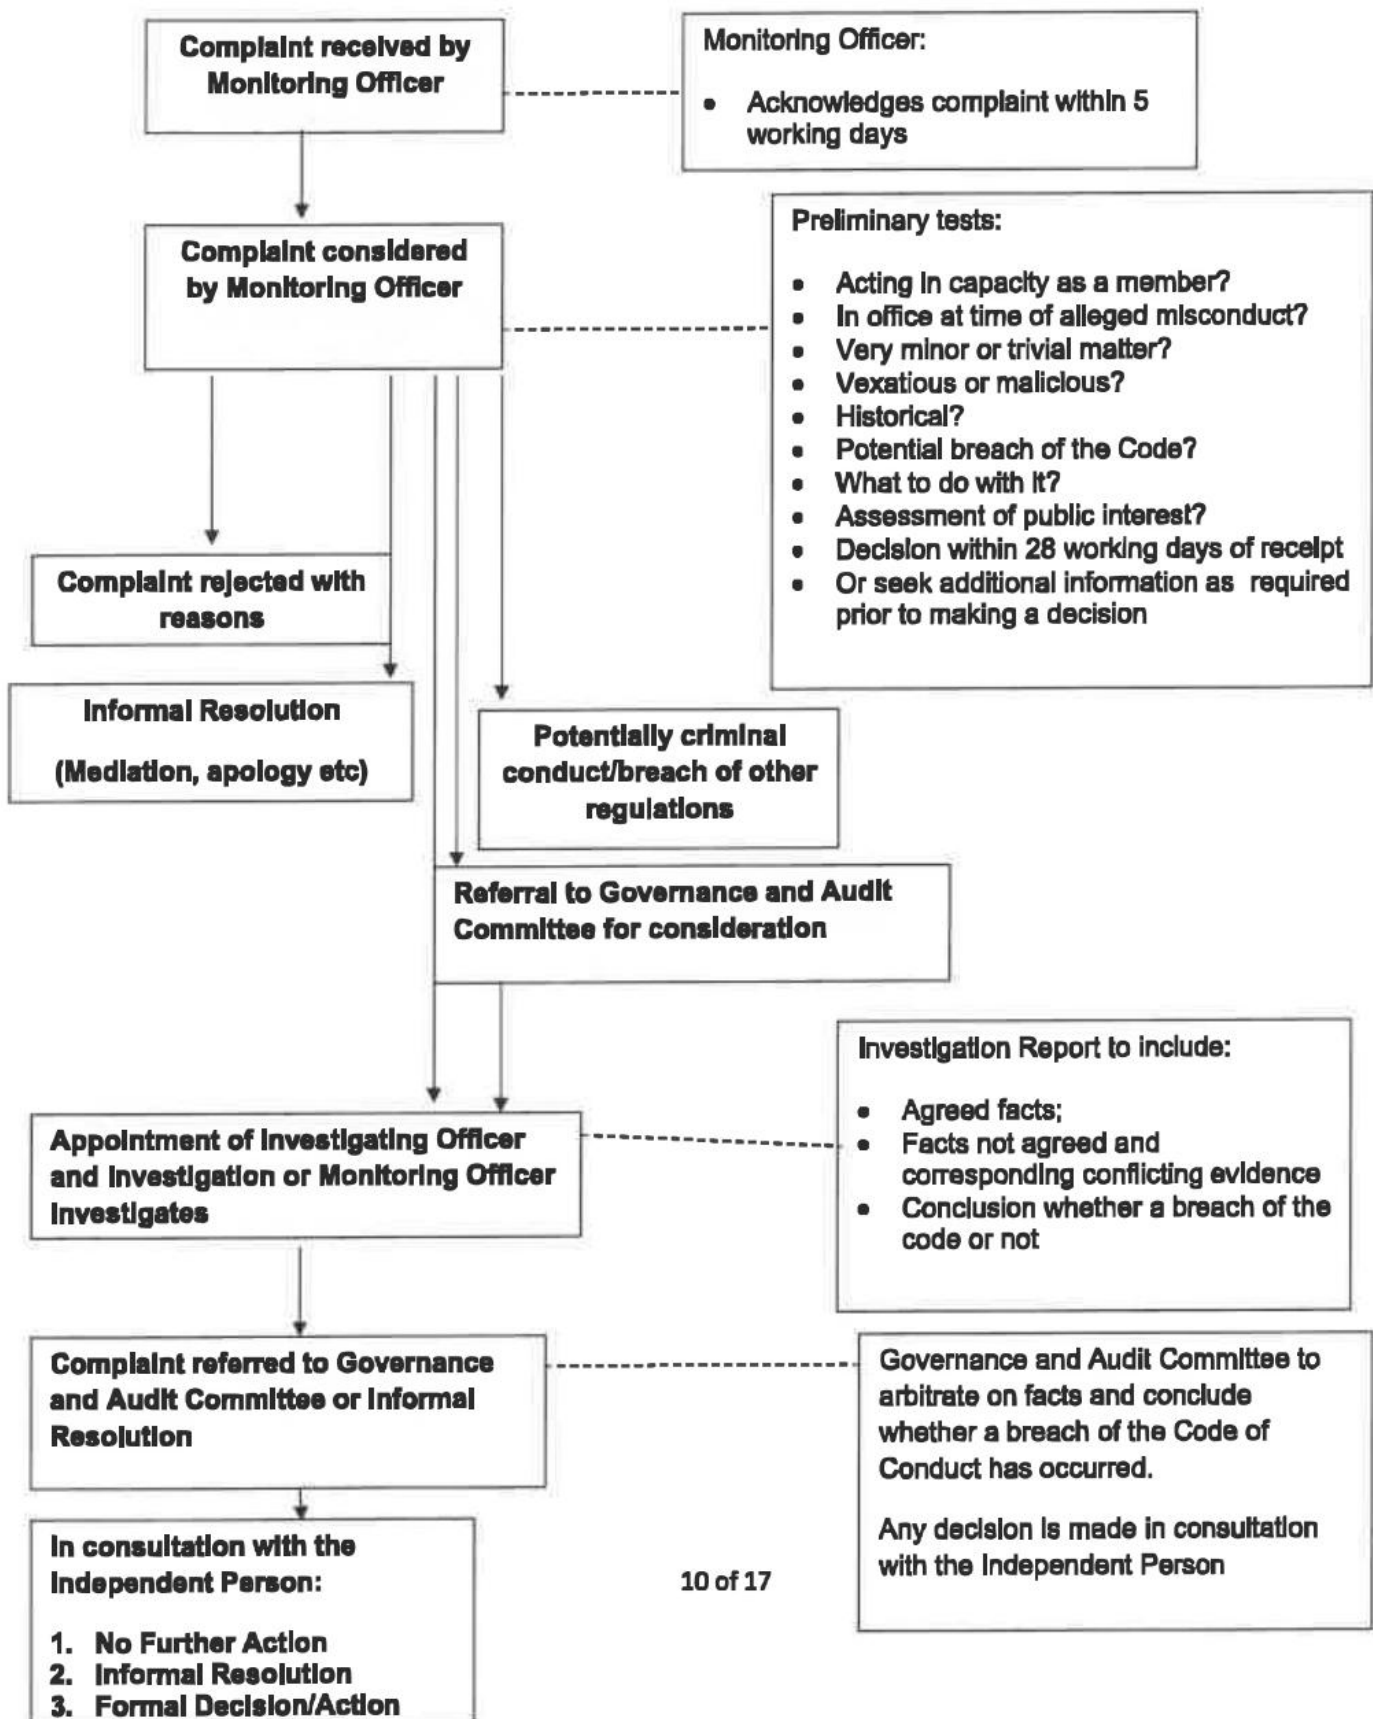 Complaint received by
Monitoring Officer
Monitoring Officer:
• Acknowledges complaint within 5
working days
Complaint considered
by Monitoring Officer
Preliminary tests:
• Acting in capacity as a member?
• In office at time of alleged misconduct?
• Very minor or trivial matter?
• Vexatious or malicious?
• Historical?
• Potential breach of the Code?
• What to do with it?
• Assessment of public interest?
• Decision within 28 working days of receipt
• Or seek additional information as required
prior to making a decision
Complaint rejected with
reasons
Informal Resolution
(Mediation, apology etc)
Potentially criminal
conduct/breach of other
regulations
Referral to Governance and Audit
Committee for consideration
Appointment of Investigating Officer
and Investigation or Monitoring Officer
Investigates
Investigation Report to include:
• Agreed facts;
• Facts not agreed and
corresponding conflicting evidence
• Conclusion whether a breach of the
code or not
Complaint referred to Governance
and Audit Committee or Informal
Resolution
Governance and Audit Committee to
arbitrate on facts and conclude
whether a breach of the Code of
Conduct has occurred.
Any decision is made in consultation
with the Independent Person
In consultation with the
Independent Person:
1. No Further Action
2. Informal Resolution
3. Formal Decision/Action
10 of 17